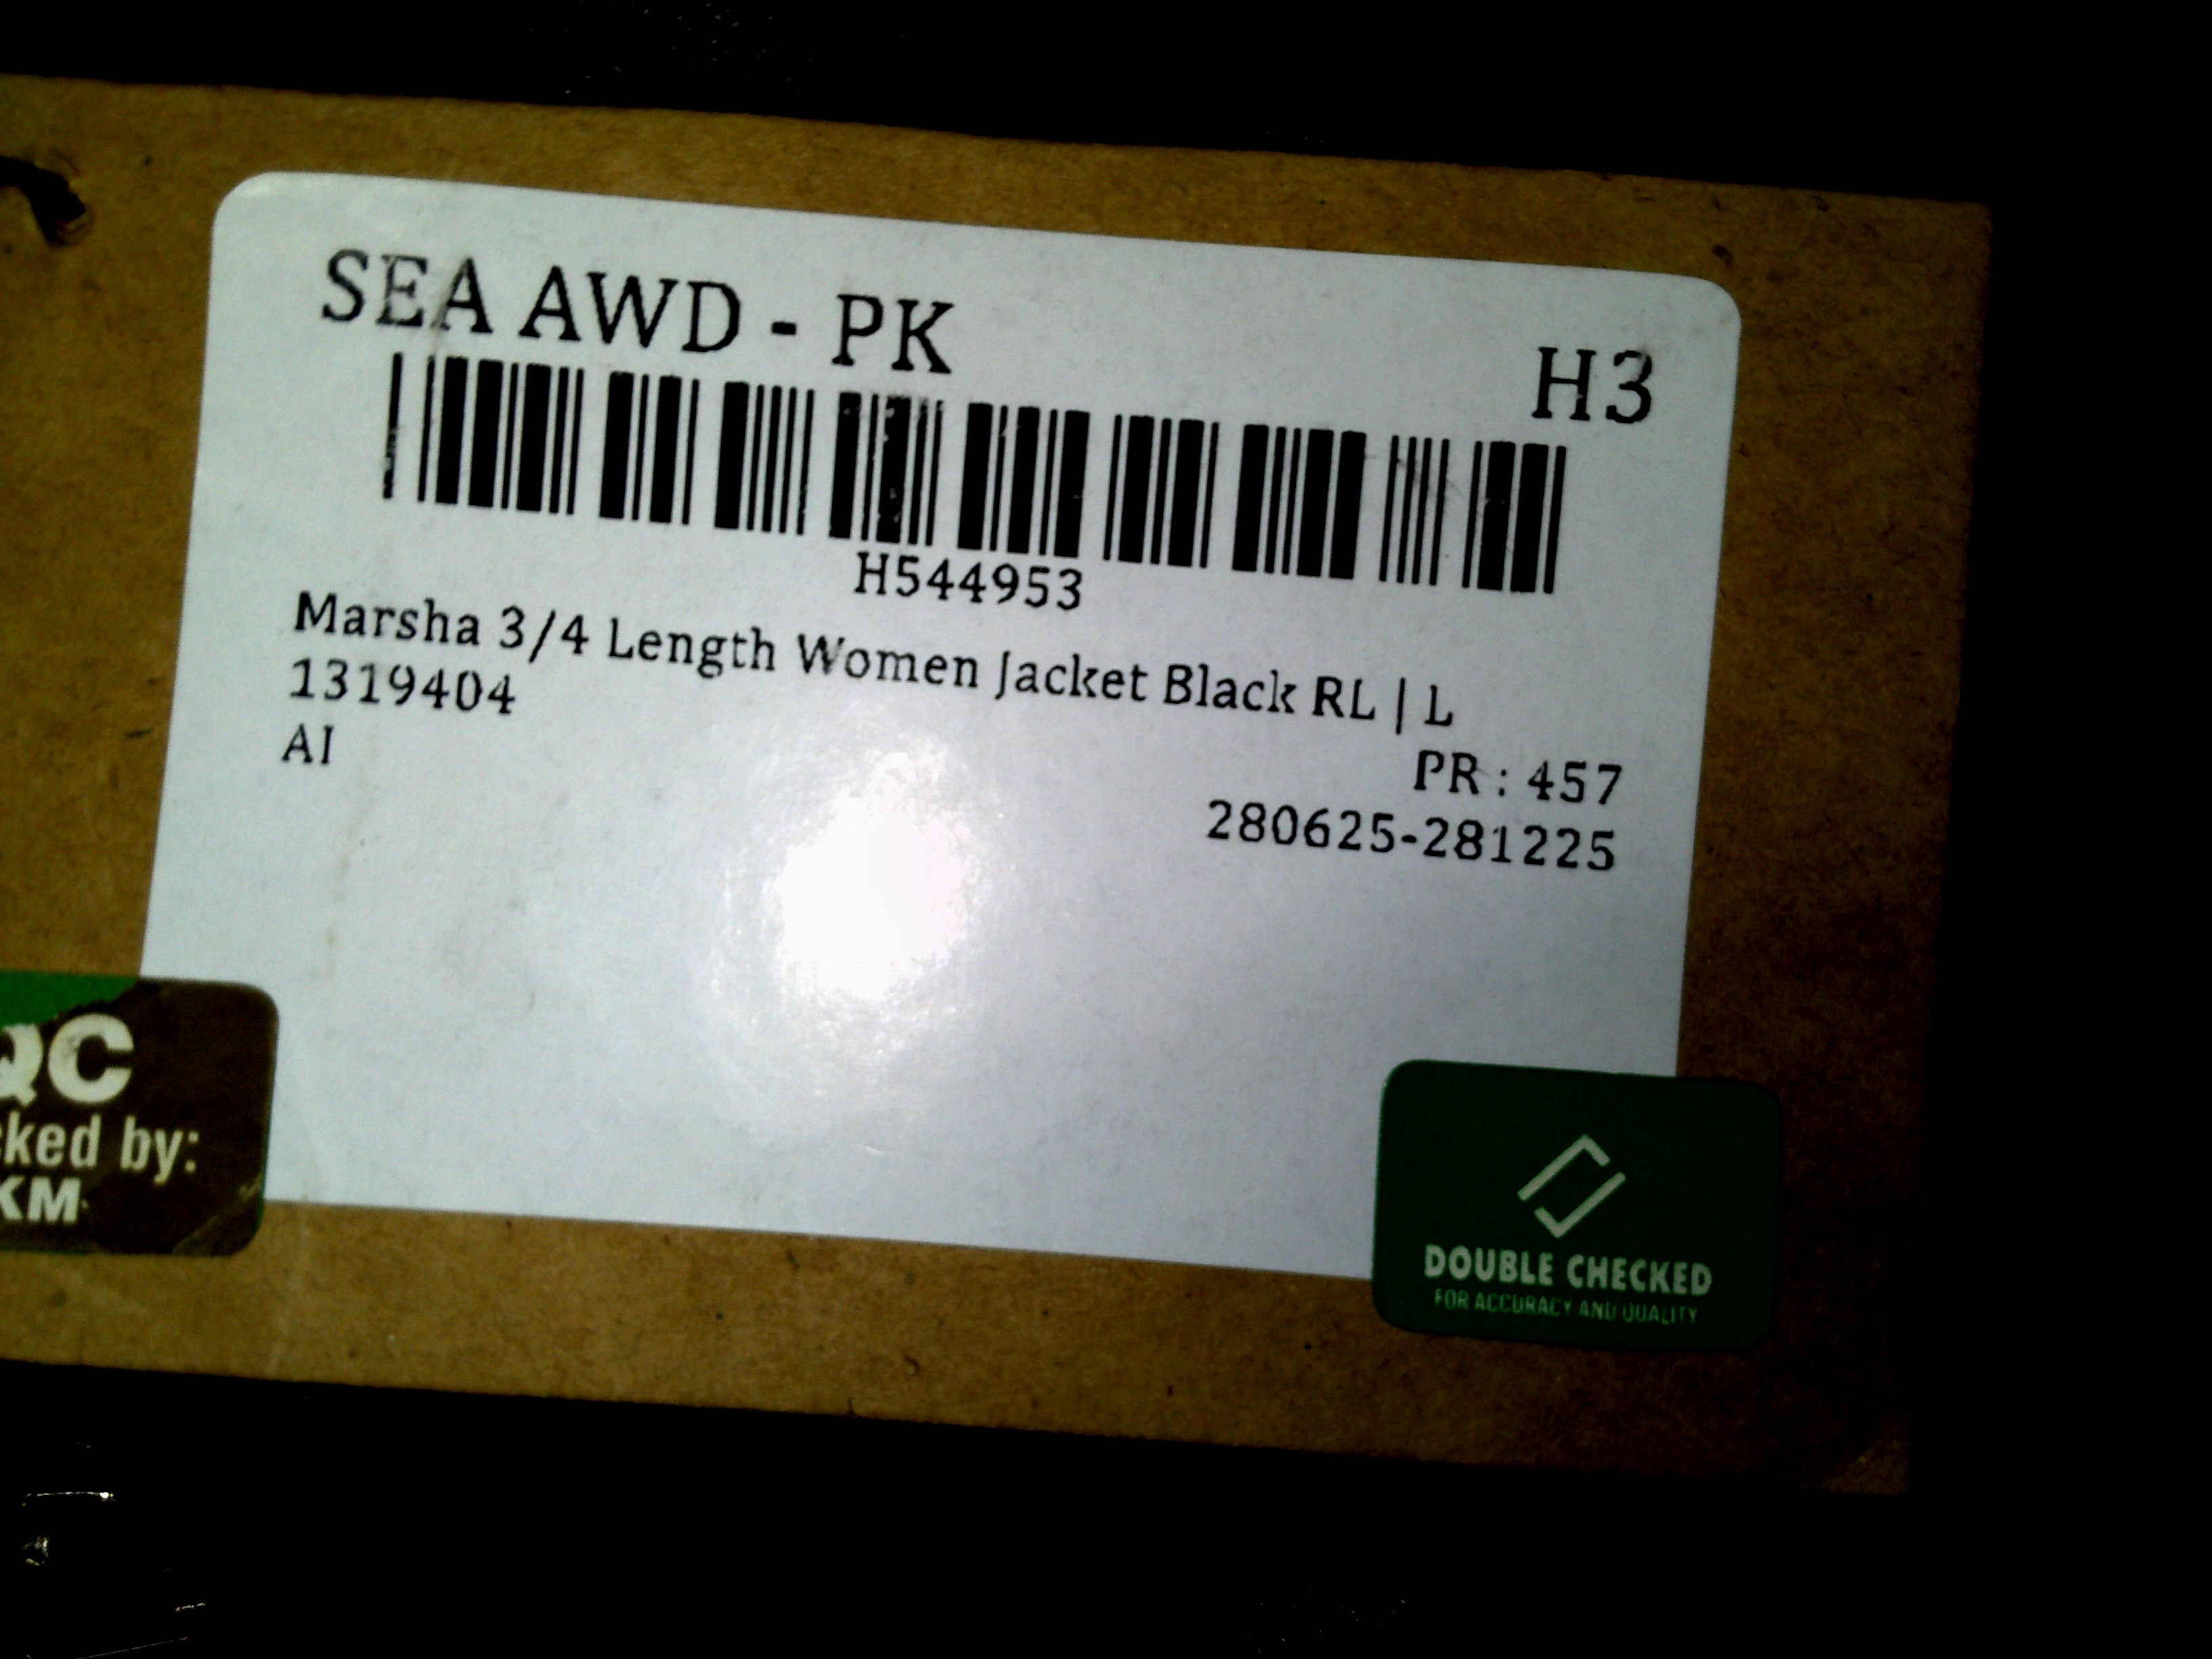 SEA AWD - PK
H3
H544953
Marsha 3/4 Length Women Jacket Black RL | L
1319404
AI
PR : 457
280625-281225
QC
cked by:
KM
DOUBLE CHECKED
FOR ACCURACY AND QUALITY